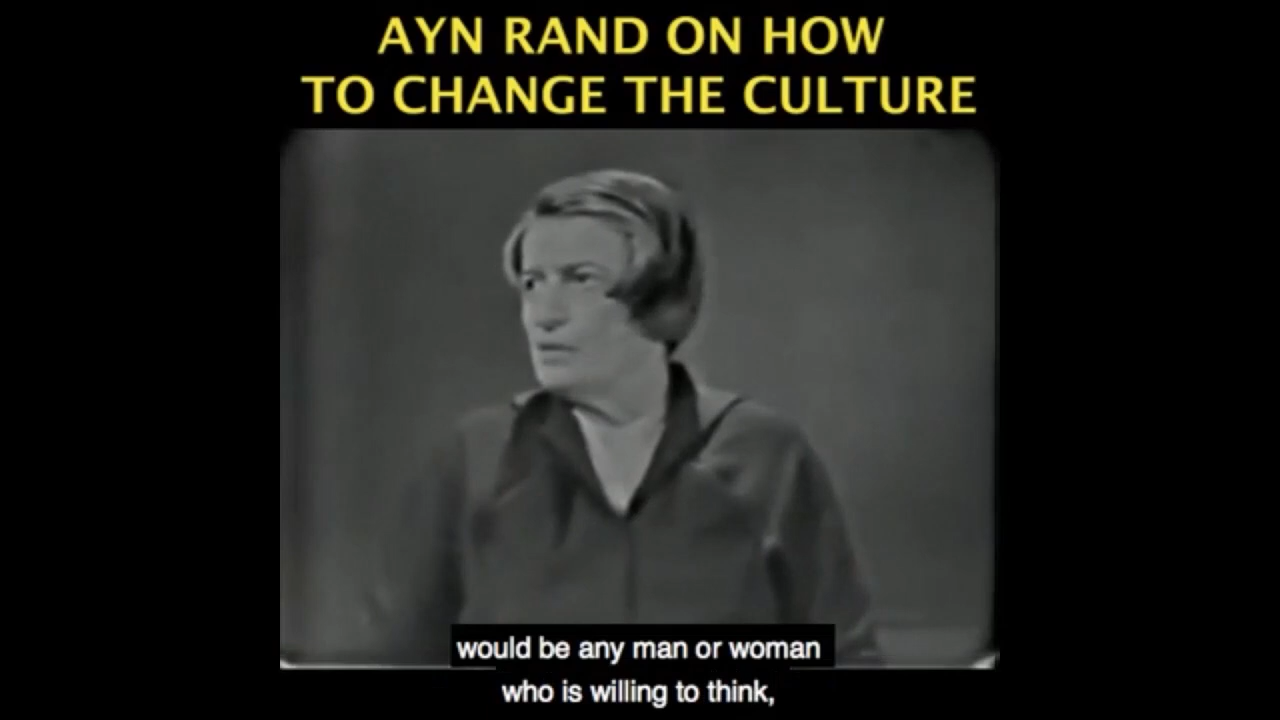 AYN RAND ON HOW
TO CHANGE THE CULTURE
would be any man or woman
who is willing to think,